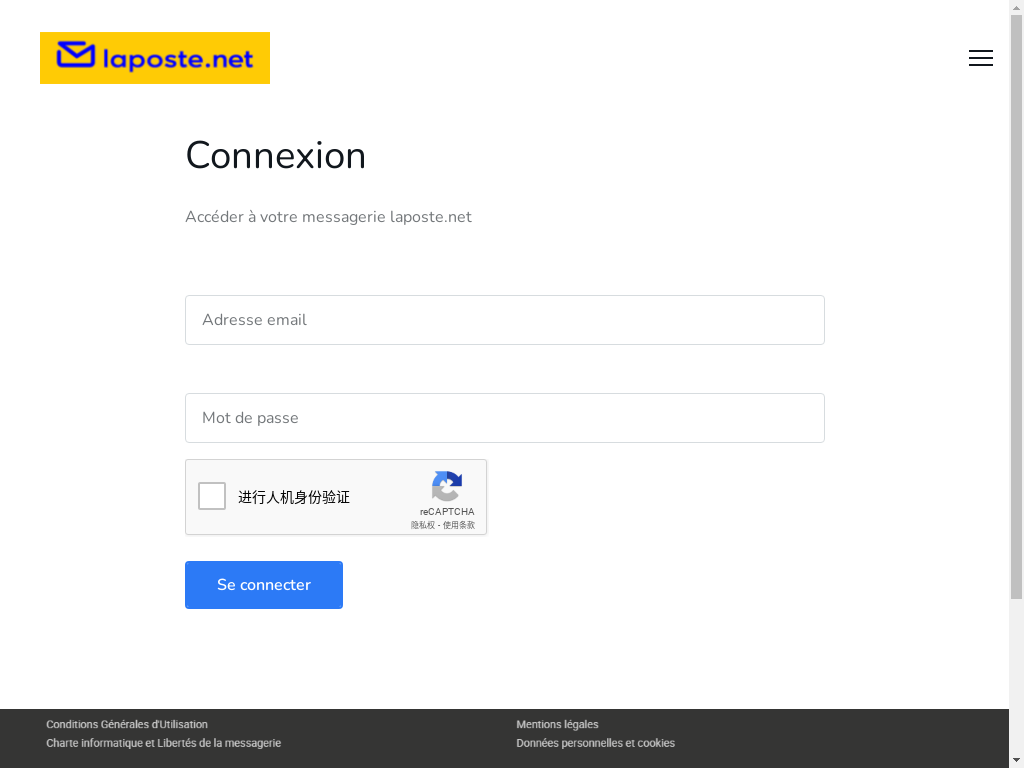 laposte.net
Connexion
Accéder à votre messagerie laposte.net
Adresse email
Mot de passe
进行人机身份验证
reCAPTCHA
隐私权 - 使用条款
Se connecter
Conditions Générales d'Utilisation
Mentions légales
Charte informatique et Libertés de la messagerie
Données personnelles et cookies